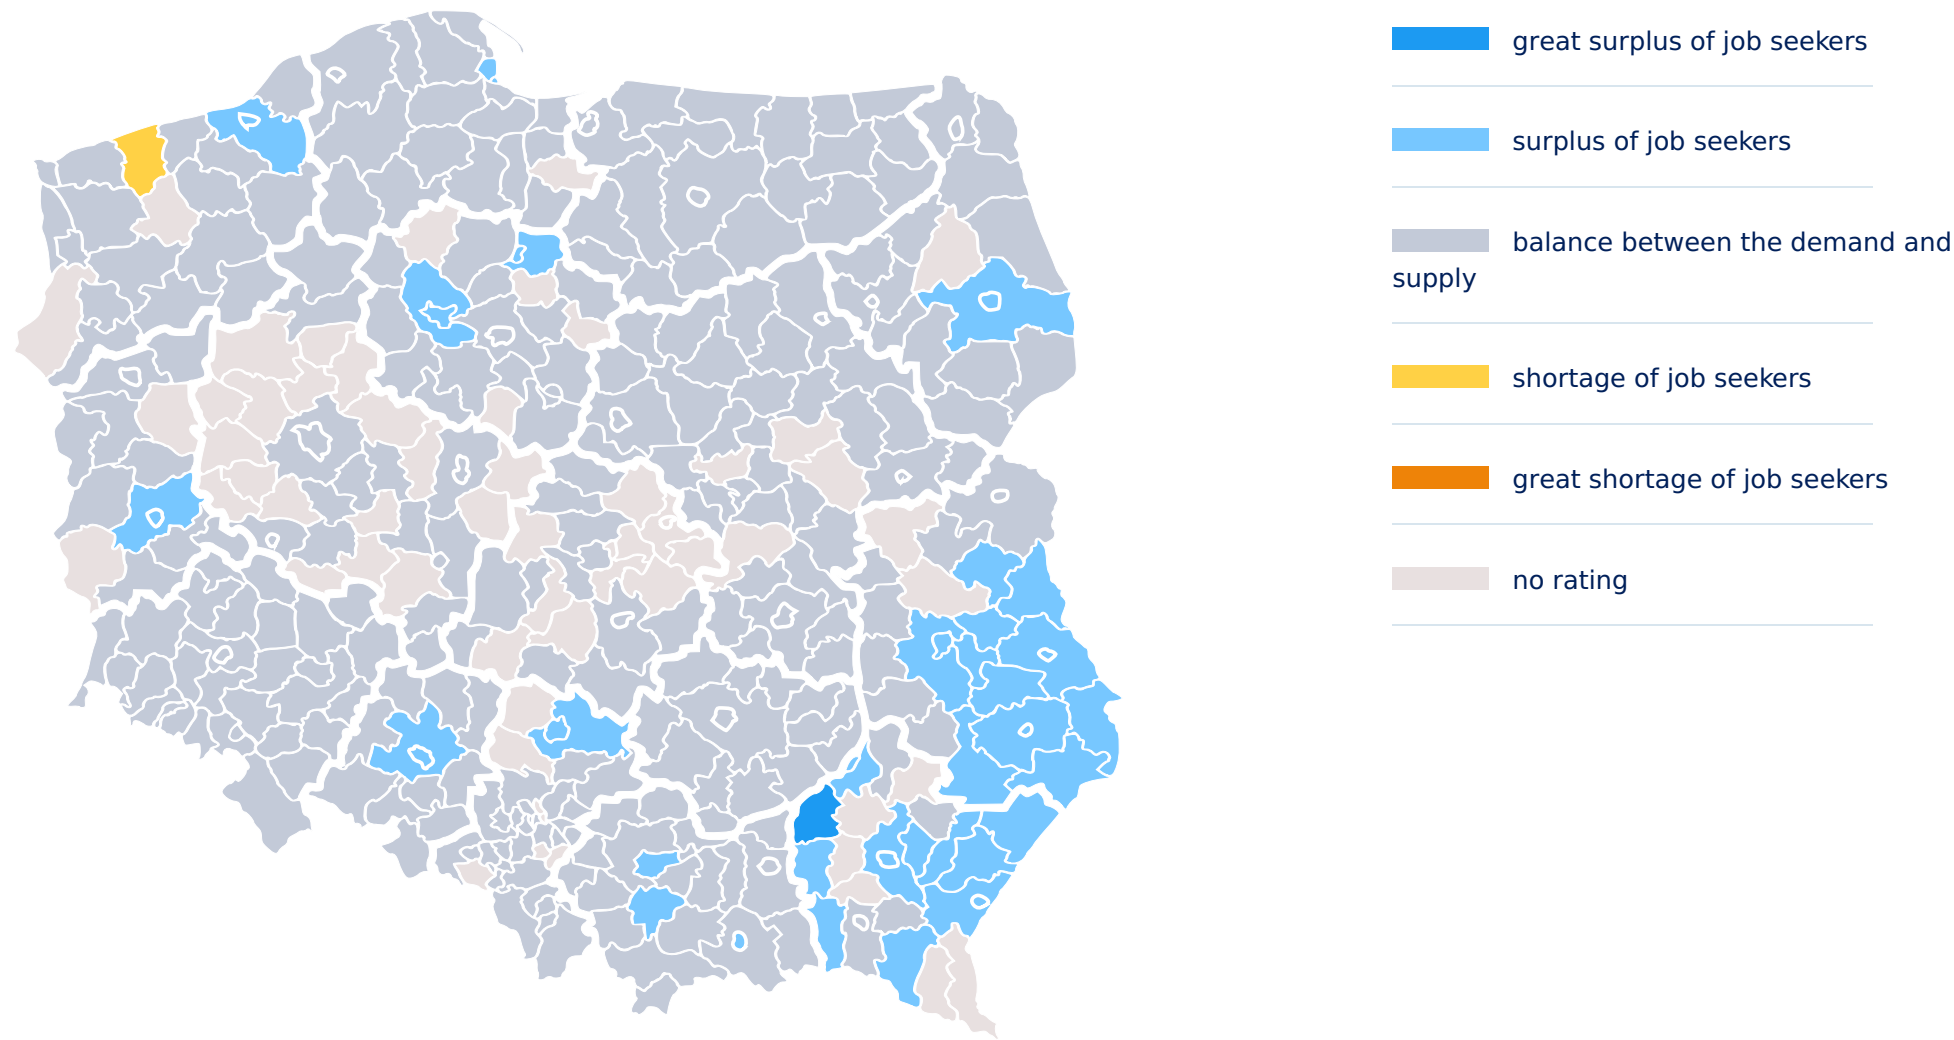 great surplus of job seekers
surplus of job seekers
balance between the demand and
supply
shortage of job seekers
great shortage of job seekers
no rating